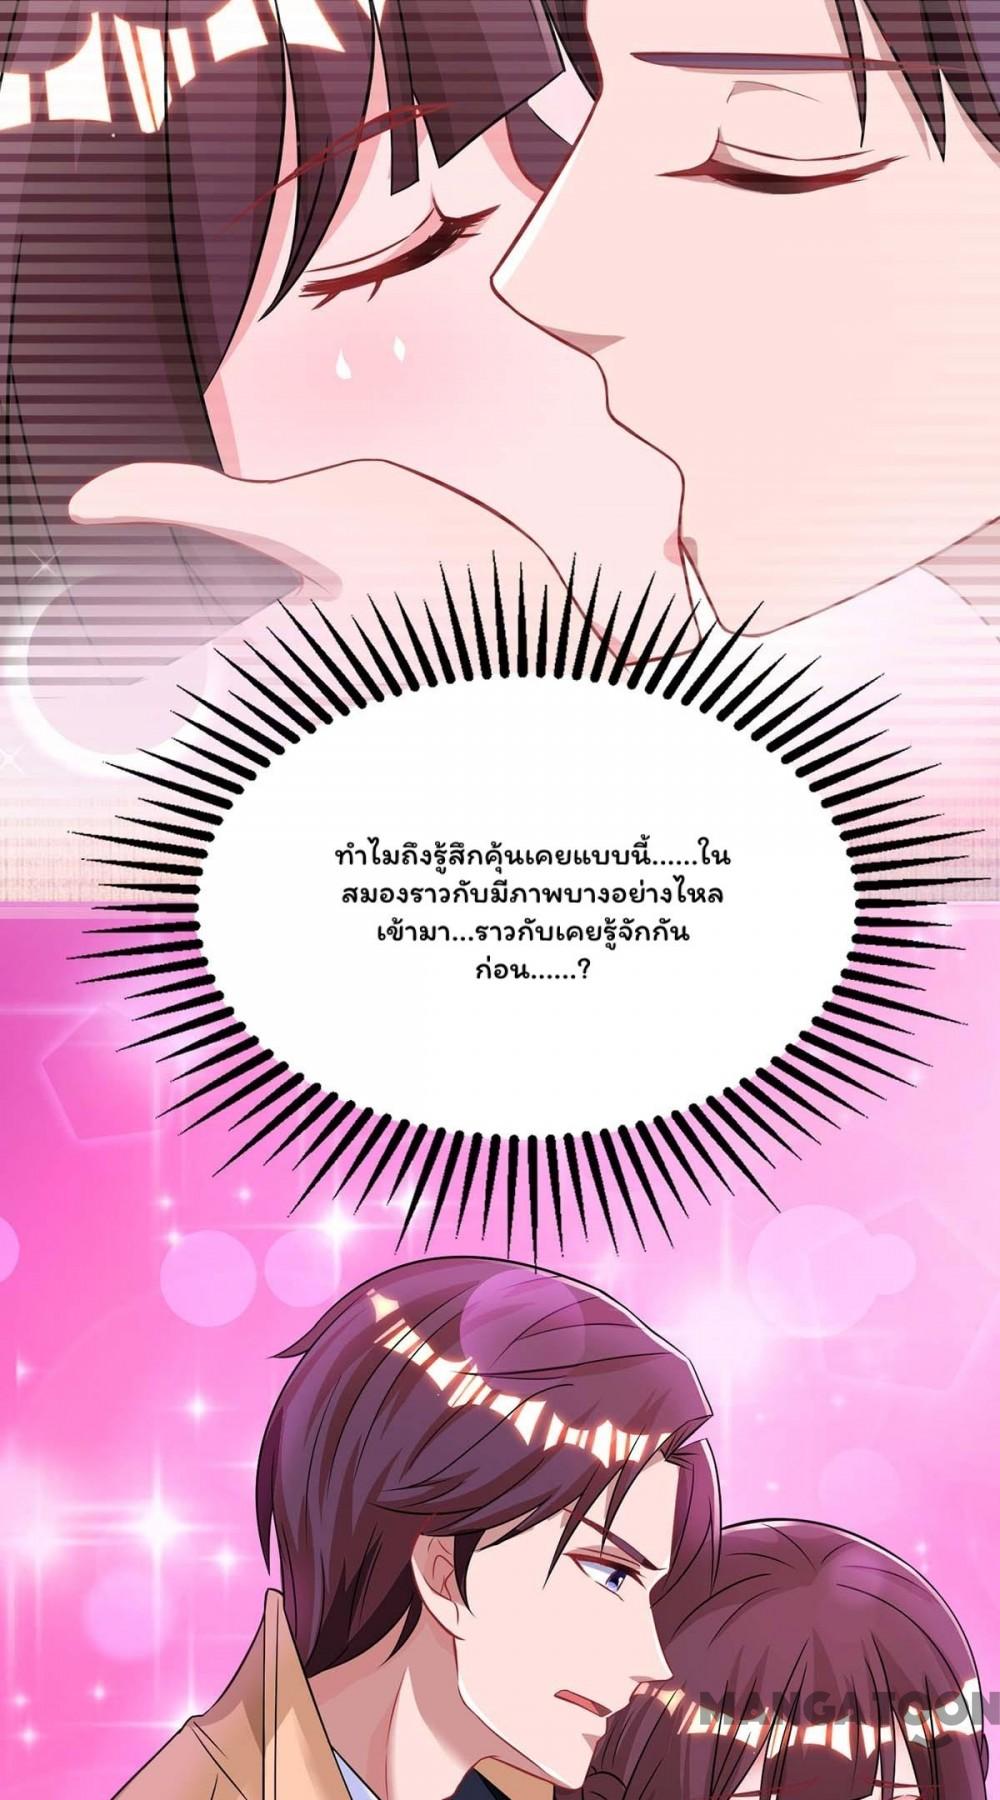 ทำไมถึงรู้สึกคุ้นเคยแบบนี้......ใน
สมองราวกับมีภาพบางอย่างไหล
เข้ามา...ราวกับเคยรู้จักกัน
ก่อน......?
MANGATOON